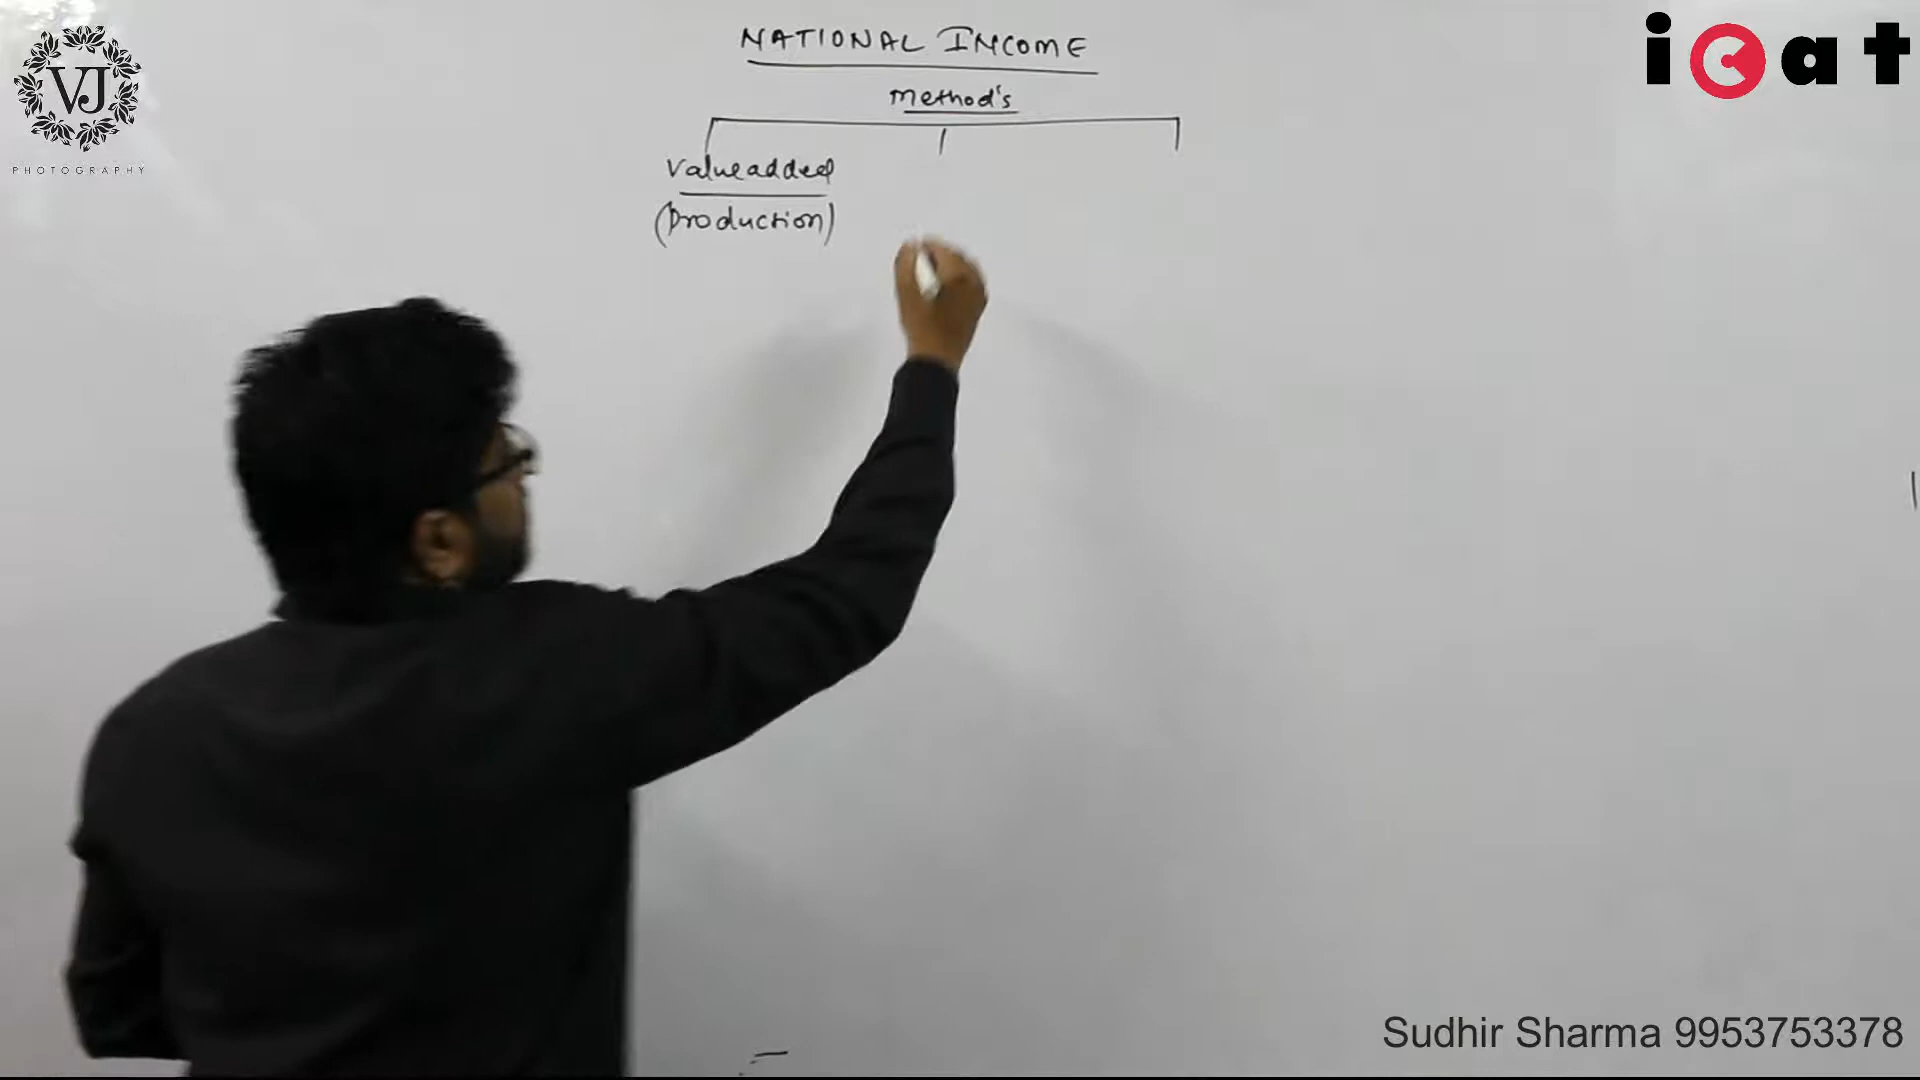 NATIONAL INCOME
Method's
Valueadded
(Production)
VJ
PHOTOGRAPHY
icat
Sudhir Sharma 9953753378